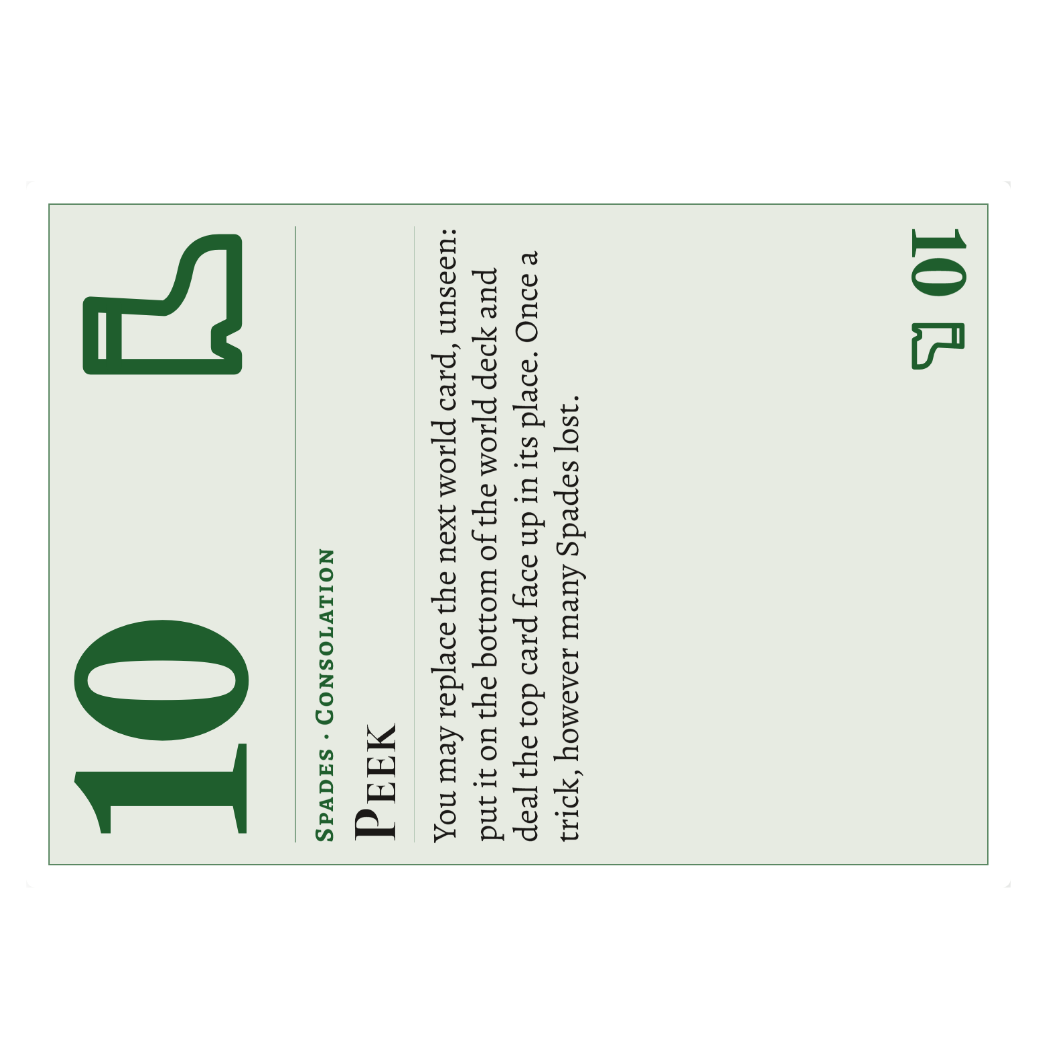 10
Spades · Consolation
Peek
You may replace the next world card, unseen:
put it on the bottom of the world deck and
deal the top card face up in its place. Once a
trick, however many Spades lost.
10